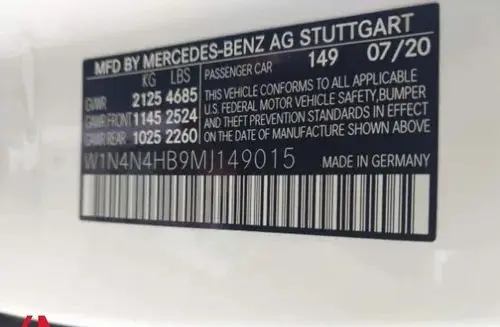 MFD BY MERCEDES-BENZ AG STUTTGART
KG LBS PASSENGER CAR 149 07/20
GVWR 2125 4685 THIS VEHICLE CONFORMS TO ALL APPLICABLE
GAWR FRONT 1145 2524 U.S. FEDERAL MOTOR VEHICLE SAFETY, BUMPER
GAWR REAR 1025 2260 AND THEFT PREVENTION STANDARDS IN EFFECT
ON THE DATE OF MANUFACTURE SHOWN ABOVE.
W1N4N4HB9MJ149015 MADE IN GERMANY